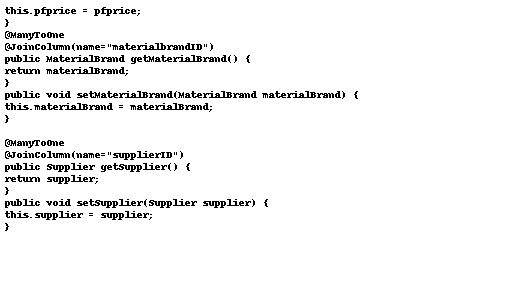 this.pfprice = pfprice;
}
@ManyToOne
@JoinColumn(name="materialbrandID")
public MaterialBrand getMaterialBrand() {
return materialBrand;
}
public void setMaterialBrand(MaterialBrand materialBrand) {
this.materialBrand = materialBrand;
}

@ManyToOne
@JoinColumn(name="supplierID")
public Supplier getSupplier() {
return supplier;
}
public void setSupplier(Supplier supplier) {
this.supplier = supplier;
}